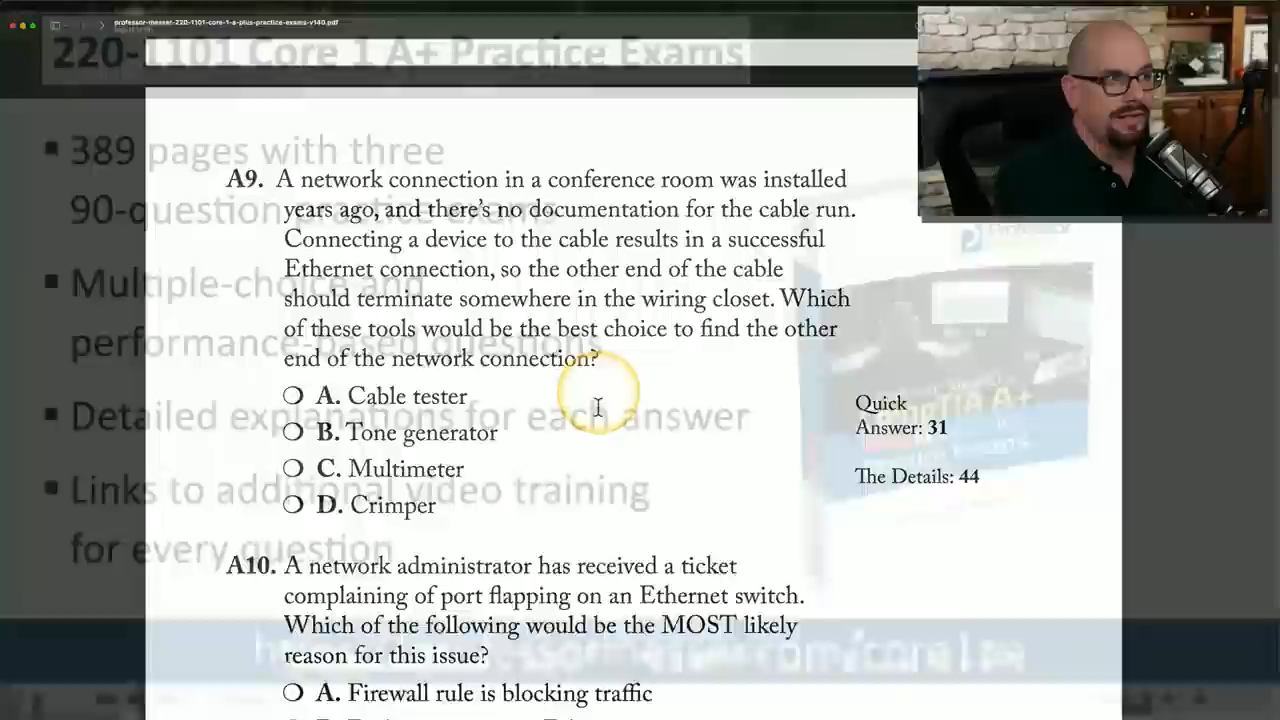 professor-messer-220-1101-core-1-a-plus-practice-exams-v140.pdf
220-1101 Core 1 A+ Practice Exams
389 pages with three
90-question practice exams
Multiple-choice and
performance-based questions
Detailed explanations for each answer
Links to additional video training
for every question
A9. A network connection in a conference room was installed
years ago, and there's no documentation for the cable run.
Connecting a device to the cable results in a successful
Ethernet connection, so the other end of the cable
should terminate somewhere in the wiring closet. Which
of these tools would be the best choice to find the other
end of the network connection?
A. Cable tester
B. Tone generator
C. Multimeter
D. Crimper
Quick
Answer: 31
The Details: 44
A10. A network administrator has received a ticket
complaining of port flapping on an Ethernet switch.
Which of the following would be the MOST likely
reason for this issue?
A. Firewall rule is blocking traffic